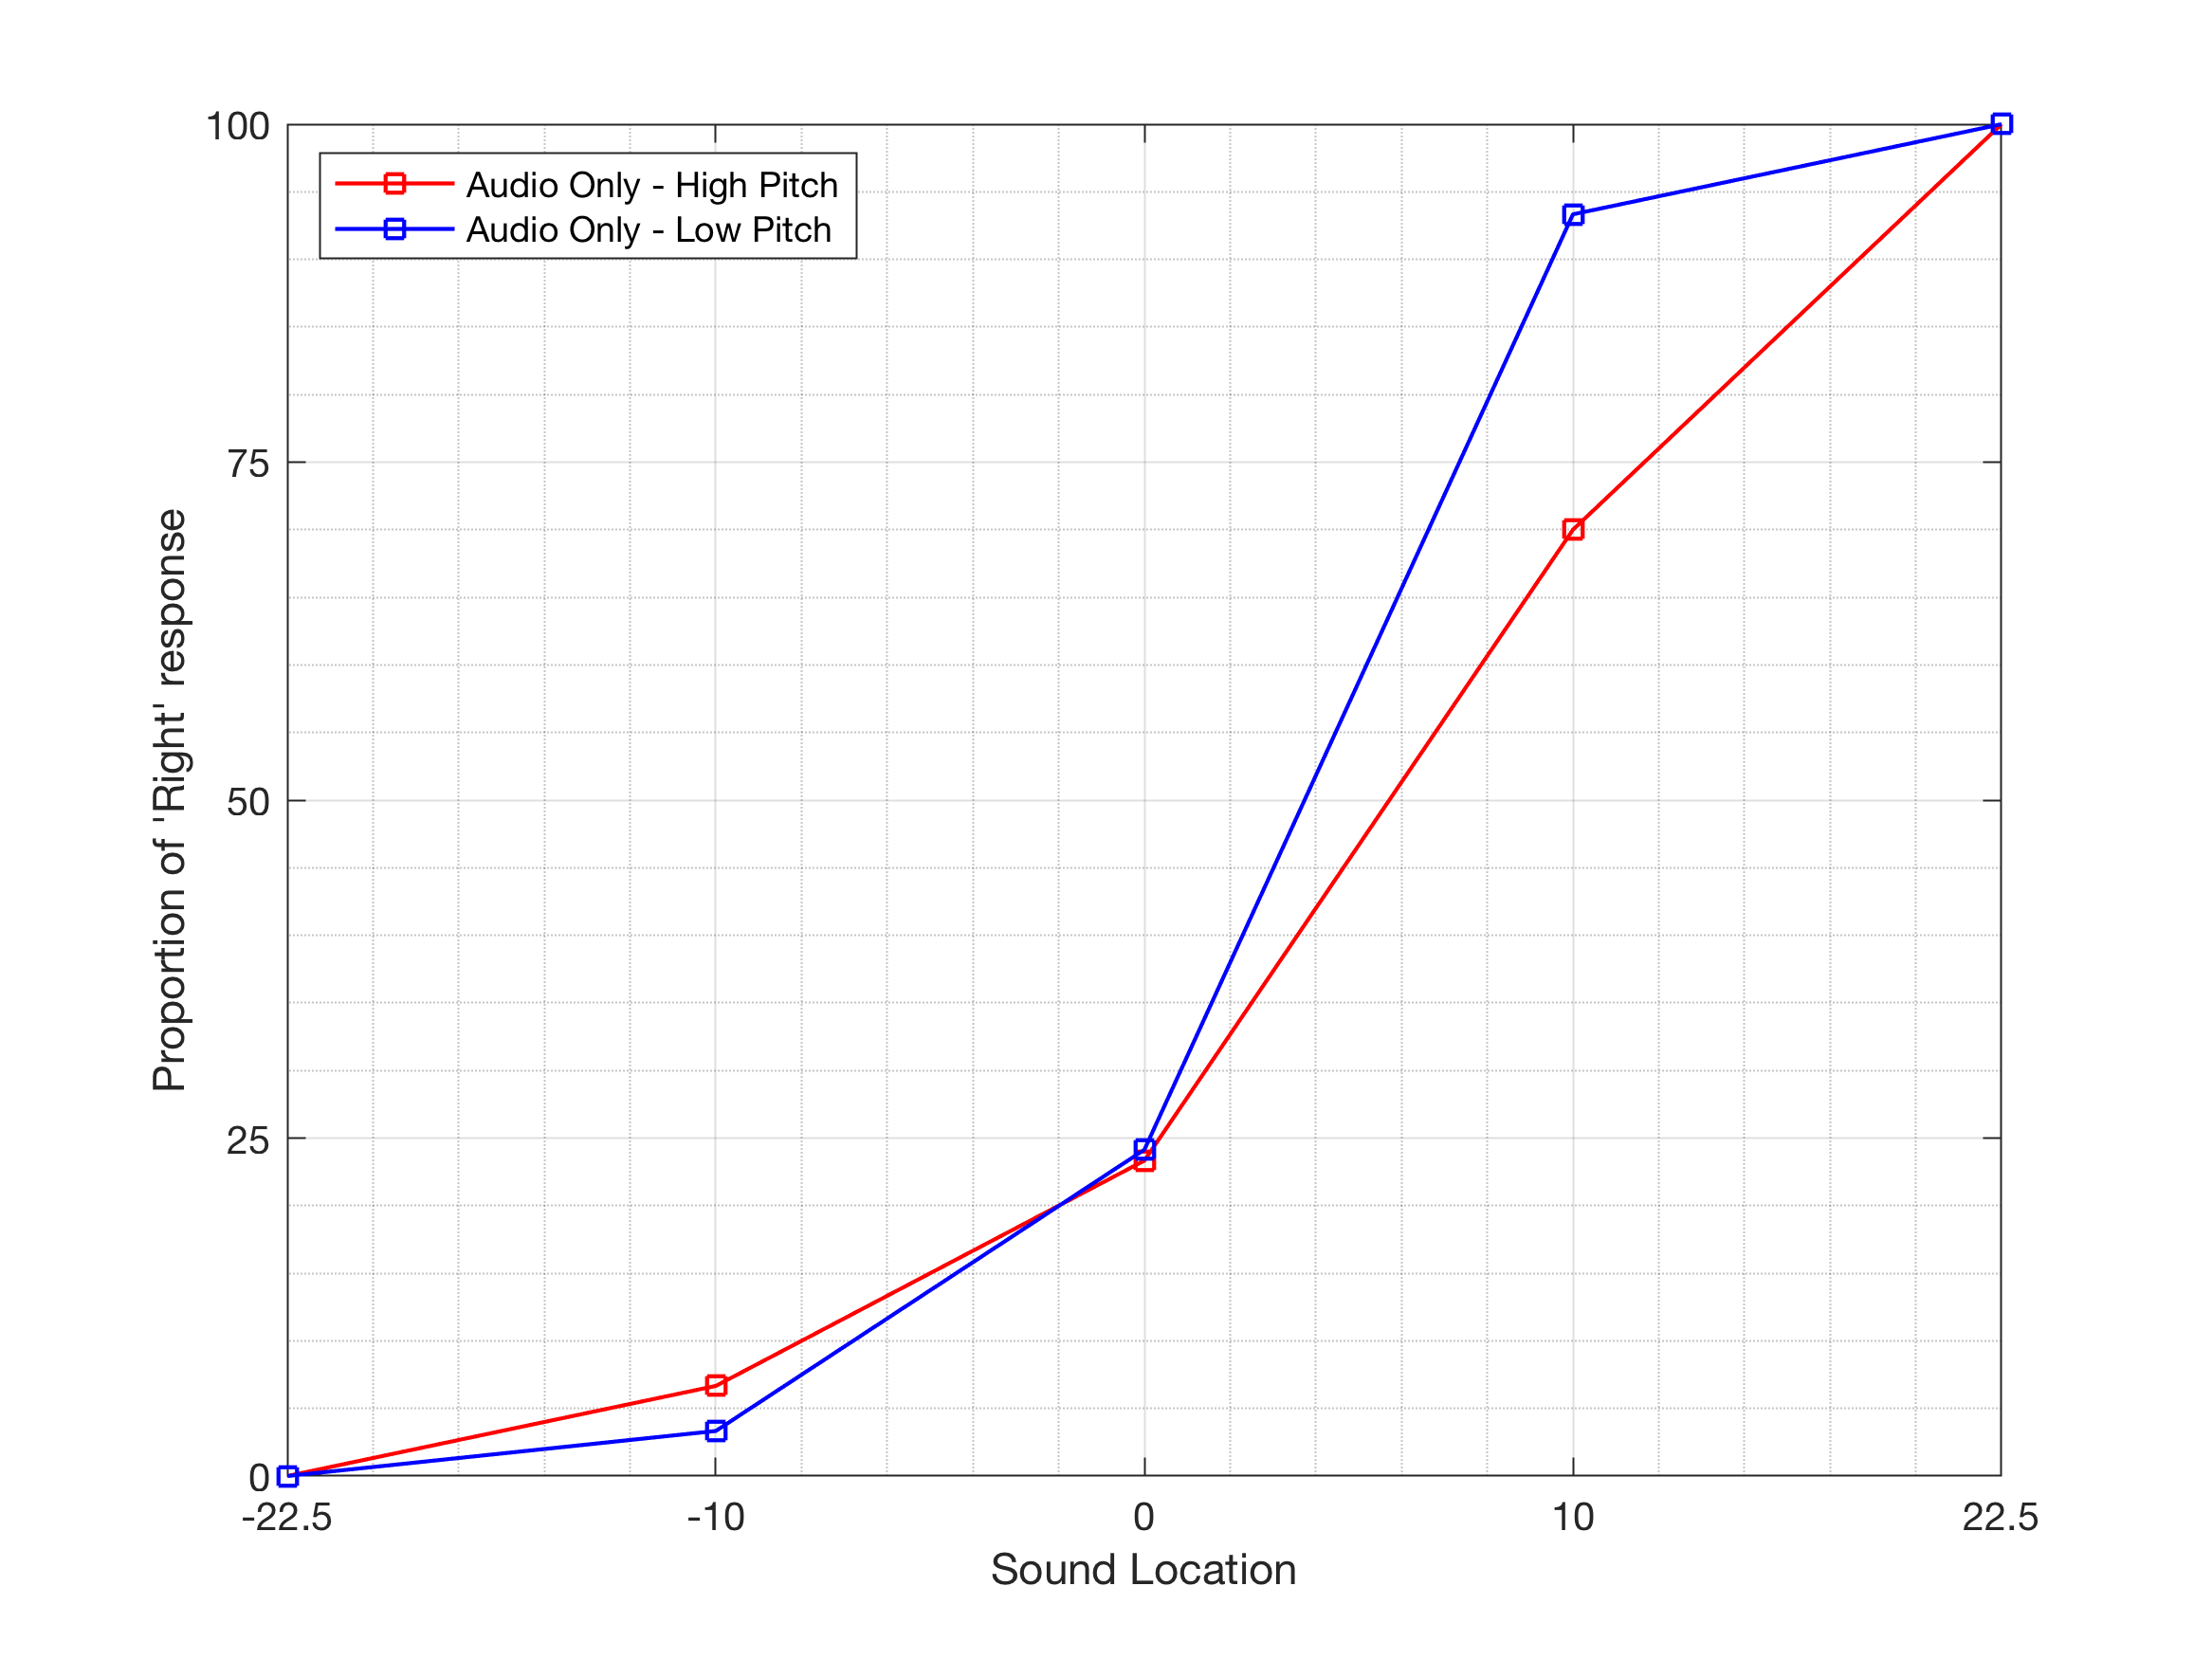 100
75
50
25
0
Proportion of 'Right' response
Audio Only - High Pitch
Audio Only - Low Pitch
-22.5 -10 0 10 22.5
Sound Location